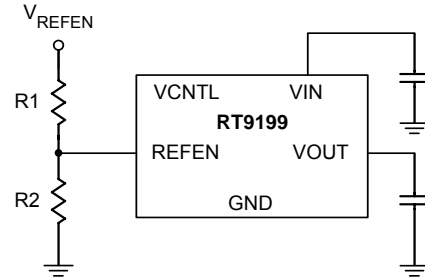 VREFEN
R1
VCNTL VIN
RT9199
REFEN VOUT
R2
GND